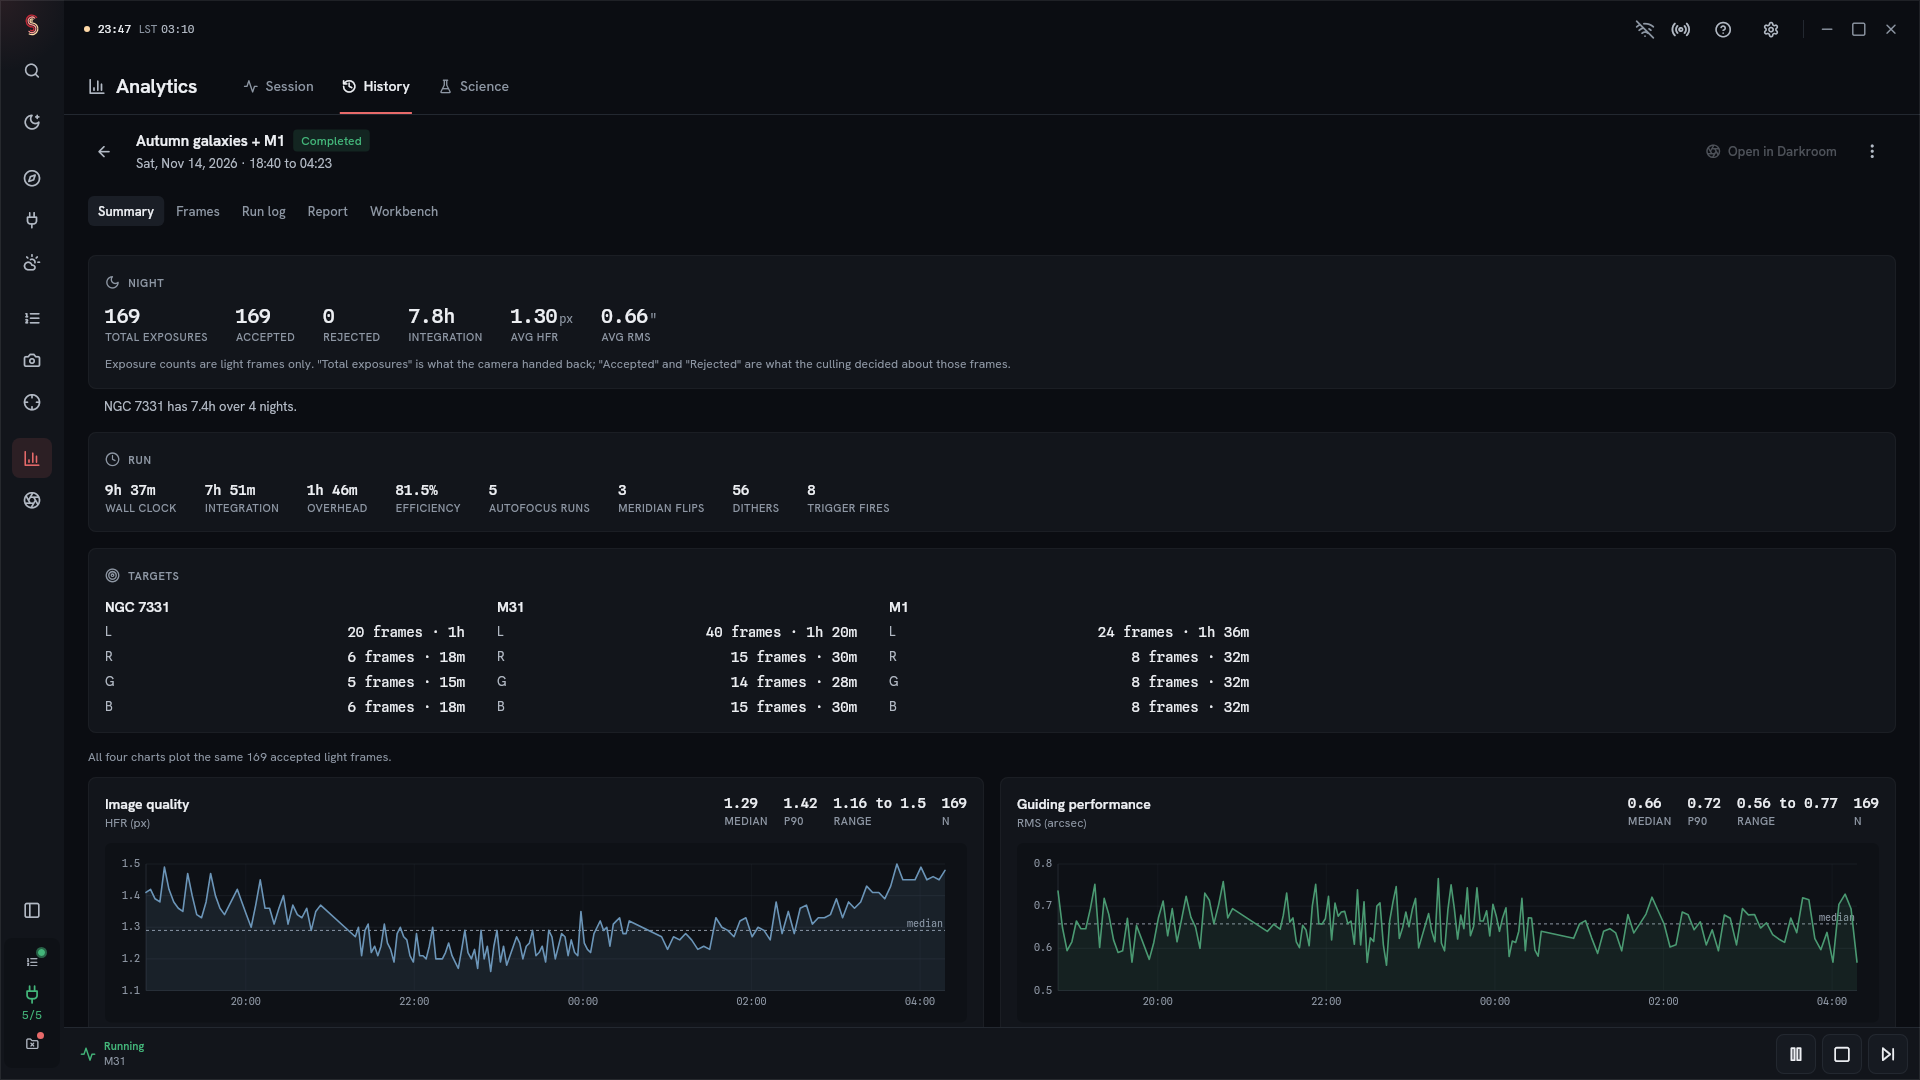 23:47 LST 03:10
Analytics Session History Science
Autumn galaxies + M1 Completed
Sat, Nov 14, 2026 · 18:40 to 04:23
Open in Darkroom
Summary Frames Run log Report Workbench
NIGHT
169 169 0 7.8h 1.30 px 0.66 "
TOTAL EXPOSURES ACCEPTED REJECTED INTEGRATION AVG HFR AVG RMS
Exposure counts are light frames only. "Total exposures" is what the camera handed back; "Accepted" and "Rejected" are what the culling decided about those frames.
NGC 7331 has 7.4h over 4 nights.
RUN
9h 37m 7h 51m 1h 46m 81.5% 5 3 56 8
WALL CLOCK INTEGRATION OVERHEAD EFFICIENCY AUTOFOCUS RUNS MERIDIAN FLIPS DITHERS TRIGGER FIRES
TARGETS
NGC 7331 M31 M1
L 20 frames · 1h L 40 frames · 1h 20m L 24 frames · 1h 36m
R 6 frames · 18m R 15 frames · 30m R 8 frames · 32m
G 5 frames · 15m G 14 frames · 28m G 8 frames · 32m
B 6 frames · 18m B 15 frames · 30m B 8 frames · 32m
All four charts plot the same 169 accepted light frames.
Image quality 1.29 1.42 1.16 to 1.5 169
HFR (px) MEDIAN P90 RANGE N
1.5
1.4
1.3
1.2
1.1
median
20:00 22:00 00:00 02:00 04:00
Guiding performance 0.66 0.72 0.56 to 0.77 169
RMS (arcsec) MEDIAN P90 RANGE N
0.8
0.7
0.6
0.5
median
20:00 22:00 00:00 02:00 04:00
5/5
Running
M31